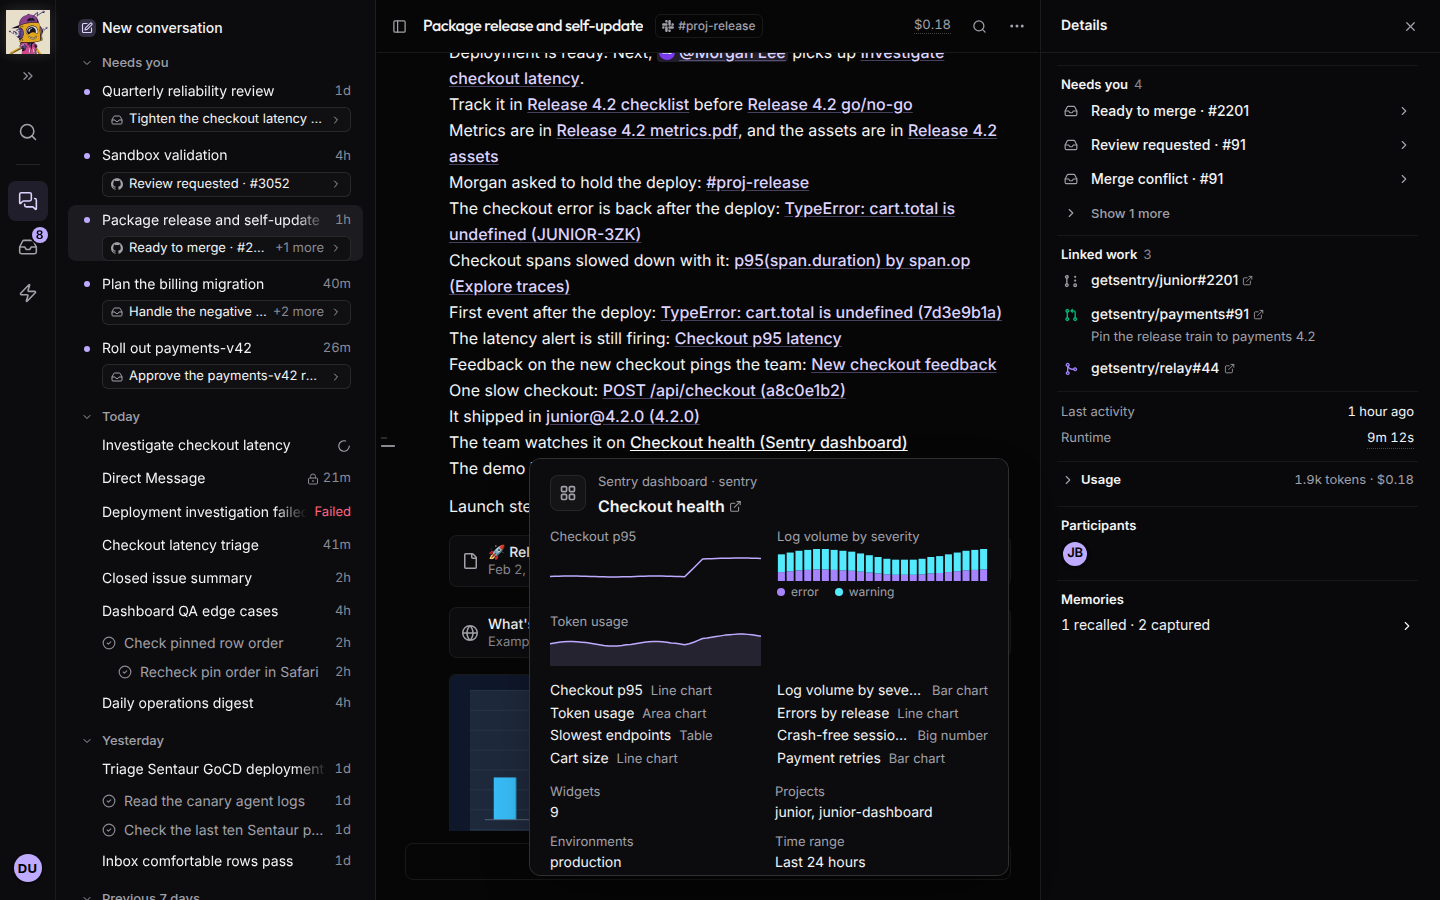 New conversation
Needs you
Quarterly reliability review 1d
Tighten the checkout latency ...
Sandbox validation 4h
Review requested · #3052
Package release and self-update 1h
Ready to merge · #2... +1 more
Plan the billing migration 40m
Handle the negative ... +2 more
Roll out payments-v42 26m
Approve the payments-v42 r...
Today
Investigate checkout latency
Direct Message 21m
Deployment investigation failed Failed
Checkout latency triage 41m
Closed issue summary 2h
Dashboard QA edge cases 4h
Check pinned row order 2h
Recheck pin order in Safari 2h
Daily operations digest 4h
Yesterday
Triage Sentaur GoCD deployment 1d
Read the canary agent logs 1d
Check the last ten Sentaur p... 1d
Inbox comfortable rows pass 1d
Previous 7 days
8
DU
Package release and self-update #proj-release $0.18
Deployment is ready. Next, @Morgan Lee picks up Investigate
checkout latency.
Track it in Release 4.2 checklist before Release 4.2 go/no-go
Metrics are in Release 4.2 metrics.pdf, and the assets are in Release 4.2
assets
Morgan asked to hold the deploy: #proj-release
The checkout error is back after the deploy: TypeError: cart.total is
undefined (JUNIOR-3ZK)
Checkout spans slowed down with it: p95(span.duration) by span.op
(Explore traces)
First event after the deploy: TypeError: cart.total is undefined (7d3e9b1a)
The latency alert is still firing: Checkout p95 latency
Feedback on the new checkout pings the team: New checkout feedback
One slow checkout: POST /api/checkout (a8c0e1b2)
It shipped in junior@4.2.0 (4.2.0)
The team watches it on Checkout health (Sentry dashboard)
The demo
Launch ste
🚀 Rel
Feb 2,
What's
Examp
Sentry dashboard · sentry
Checkout health
Checkout p95
Log volume by severity
error warning
Token usage
Checkout p95 Line chart
Log volume by seve... Bar chart
Token usage Area chart
Errors by release Line chart
Slowest endpoints Table
Crash-free sessio... Big number
Cart size Line chart
Payment retries Bar chart
Widgets
9
Projects
junior, junior-dashboard
Environments
production
Time range
Last 24 hours
Details
Needs you 4
Ready to merge · #2201
Review requested · #91
Merge conflict · #91
Show 1 more
Linked work 3
getsentry/junior#2201
getsentry/payments#91
Pin the release train to payments 4.2
getsentry/relay#44
Last activity 1 hour ago
Runtime 9m 12s
Usage 1.9k tokens · $0.18
Participants
JB
Memories
1 recalled · 2 captured